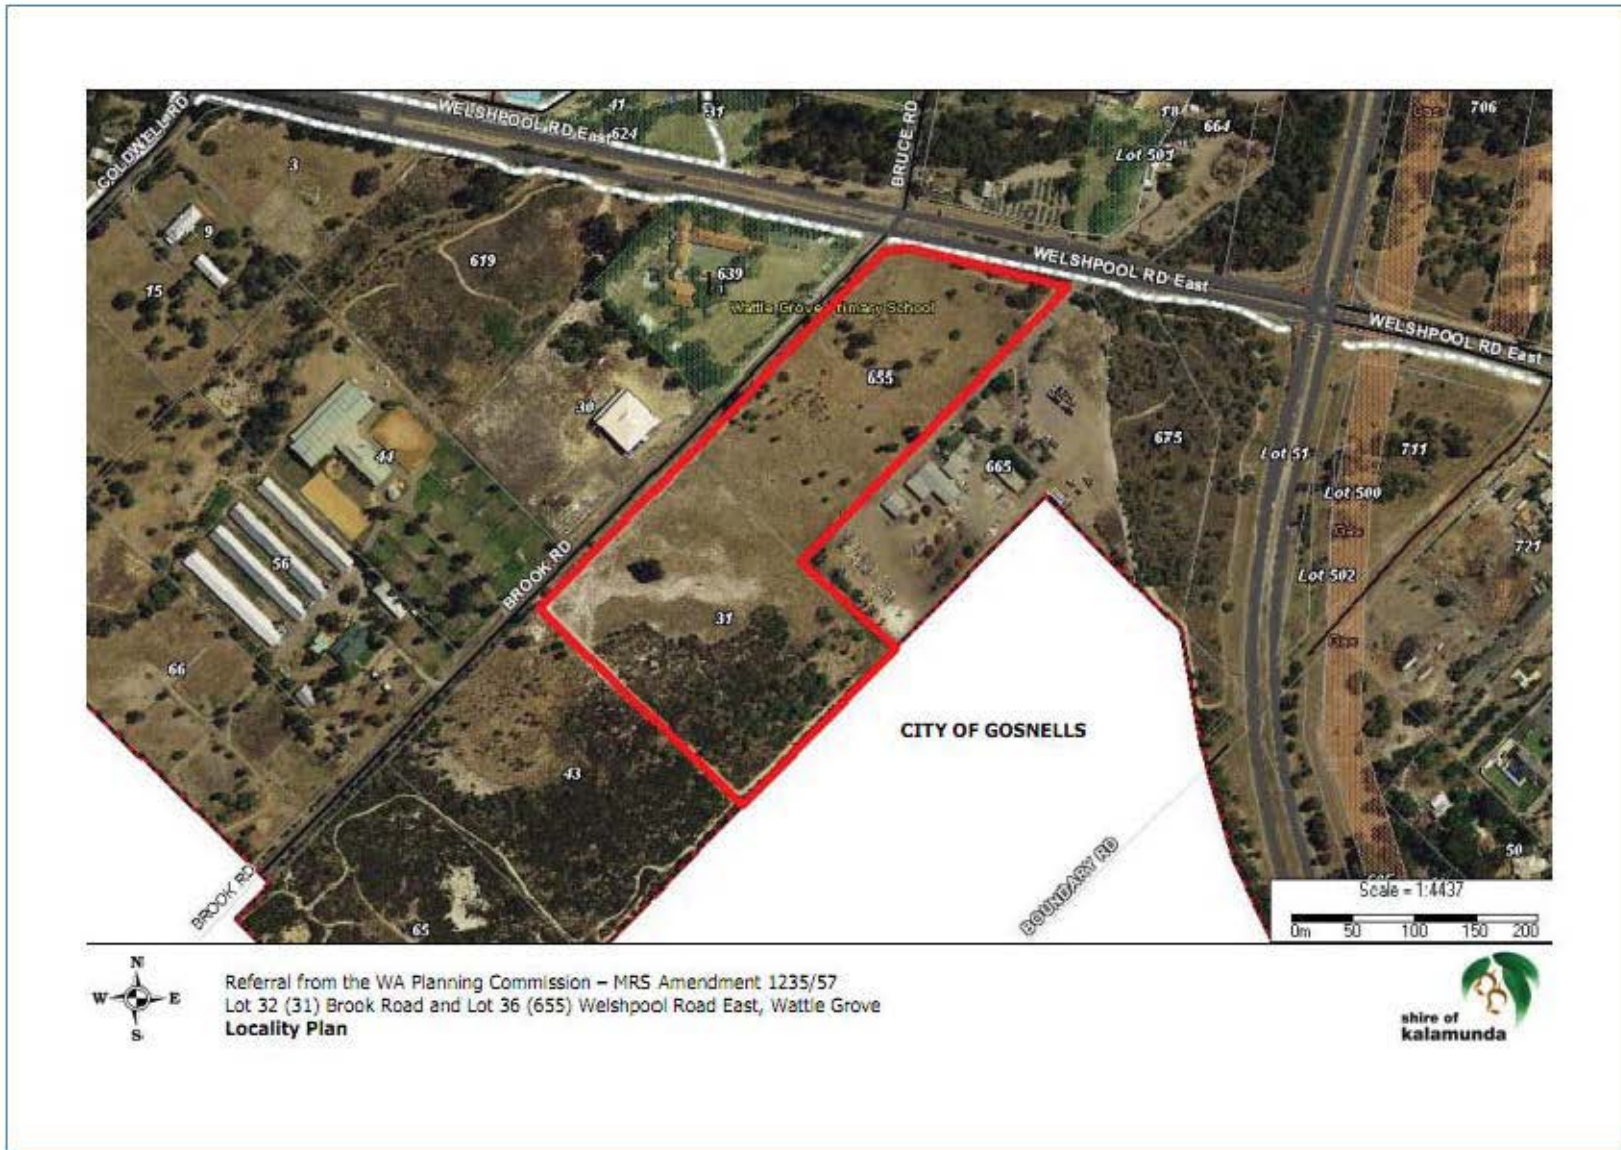 GOLDWELL RD
WELSHPOOL RD East
41
624
31
BRUCE RD
664
Lot 503
Gas
706
3
9
15
619
639
Wattle Grove Primary School
WELSHPOOL RD East
WELSHPOOL RD East
655
30
44
56
66
BROOK RD
665
675
Lot 51
Lot 500
711
Gas
Lot 502
721
Gas
31
43
CITY OF GOSNELLS
BOUNDARY RD
BROOK RD
65
50
Scale = 1:4437
0m 50 100 150 200
N
W E
S
Referral from the WA Planning Commission – MRS Amendment 1235/57
Lot 32 (31) Brook Road and Lot 36 (655) Welshpool Road East, Wattle Grove
Locality Plan
shire of
kalamunda